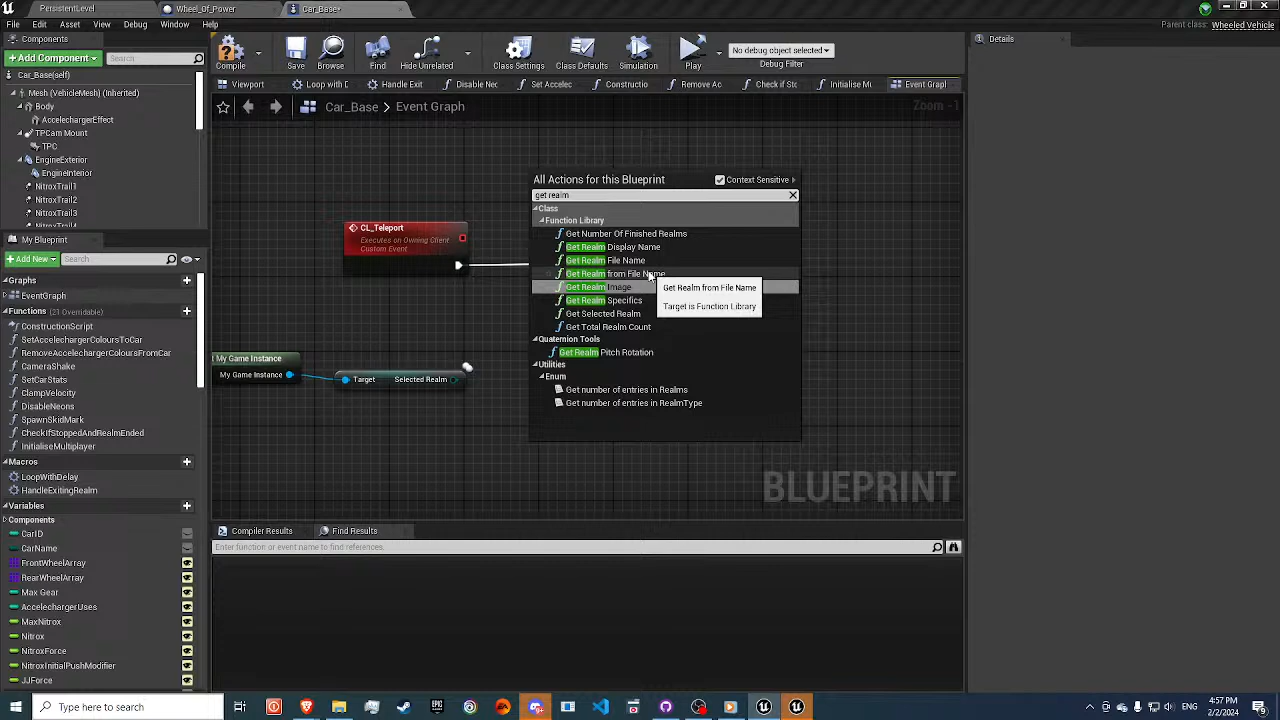 PersistentLevel
Wheel_Of_Power
Car_Base*
File Edit Asset View Debug Window Help
Parent class: Wheeled Vehicle
Components
Add Component
Search
Car_Base(self)
Mesh (VehicleMesh) (Inherited)
Body
AccelechargerEffect
TPCam Mount
TPC
EngineExterior
EngineInterior
NitroxTrail1
NitroxTrail2
NitroxTrail3
Compile
Save
Browse
Find
Hide Unrelated
Class Settings
Class Defaults
Simulation
Play
No debug object selected
Debug Filter
Details
Viewport
Loop with D
Handle Exit
Disable Nec
Set Accelec
Constructio
Remove Ac
Check if Sto
Initialise Mu
Event Grapl
Car_Base > Event Graph
Zoom -1
My Blueprint
Add New
Search
Graphs
EventGraph
Functions (21 Overridable)
ConstructionScript
SetAccelechargerColours
RemoveAccelechargerColoursFromCar
CameraShake
SetCarStats
ClampVelocity
DisableNeons
SpawnSkidMark
CheckIfStoppedAndRealmEnded
InitialiseMultiplayer
Macros
LoopWithDelay
HandleExitingRealm
Variables
Components
CarID
CarName
FrontWheelArray
RearWheelArray
Max Gear
AccelechargerUses
MaxNitrox
Nitrox
NitroxForce
NitroxInitialPushModifier
JJForce
CL_Teleport
Executes on Owning Client
Custom Event
t My Game Instance
My Game Instance
Target
Selected Realm
All Actions for this Blueprint
Context Sensitive
get realm
Class
Function Library
Get Number Of Finished Realms
Get Realm Display Name
Get Realm File Name
Get Realm from File Name
Get Realm Image
Get Realm Specifics
Get Selected Realm
Get Total Realm Count
Quaternion Tools
Get Realm Pitch Rotation
Utilities
Enum
Get number of entries in Realms
Get number of entries in RealmType
Get Realm from File Name
Target is Function Library
BLUEPRINT
Compiler Results
Find Results
Enter function or event name to find references.
Type here to search
4:57 PM
2/2/2024